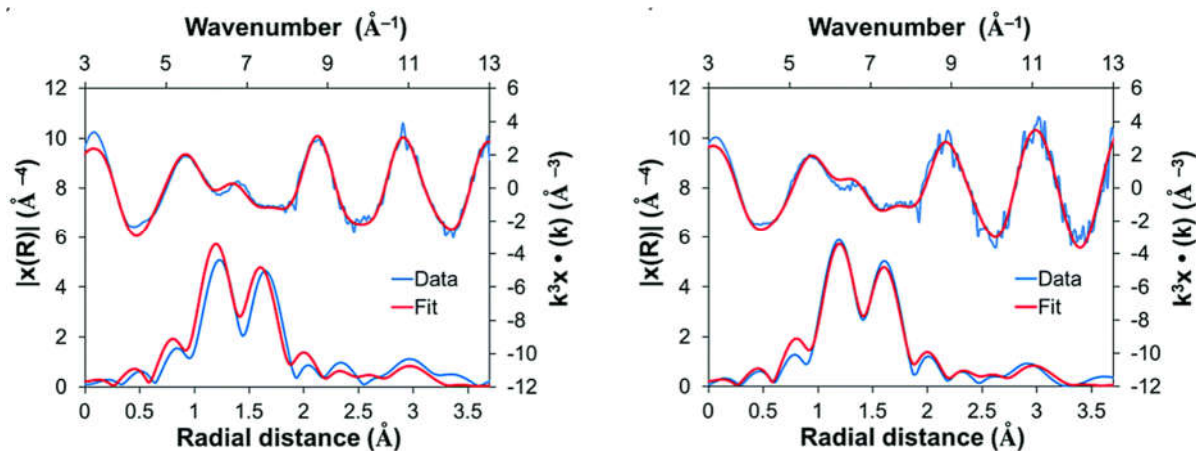 Wavenumber (Å⁻¹)
3 5 7 9 11 13
12 6
10 4
8 2
6 0
4 -2
2 -4
0 -6
-8
-10
-12
|x(R)| (Å ⁻⁴)
k³x • (k) (Å ⁻³)
Data
Fit
0 0.5 1 1.5 2 2.5 3 3.5
Radial distance (Å)
Wavenumber (Å⁻¹)
3 5 7 9 11 13
12 6
10 4
8 2
6 0
4 -2
2 -4
0 -6
-8
-10
-12
|x(R)| (Å ⁻⁴)
k³x • (k) (Å ⁻³)
Data
Fit
0 0.5 1 1.5 2 2.5 3 3.5
Radial distance (Å)